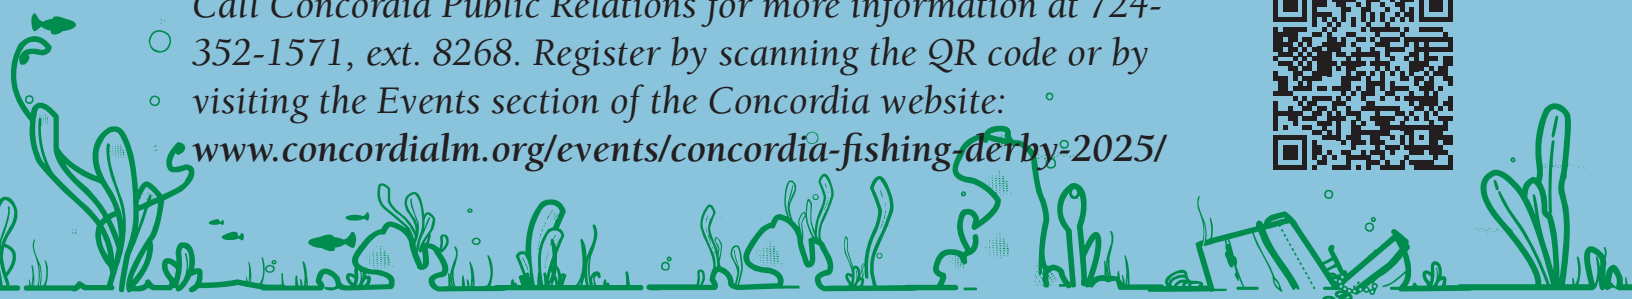 Call Concordia Public Relations for more information at 724-
352-1571, ext. 8268. Register by scanning the QR code or by
visiting the Events section of the Concordia website:
www.concordialm.org/events/concordia-fishing-derby-2025/